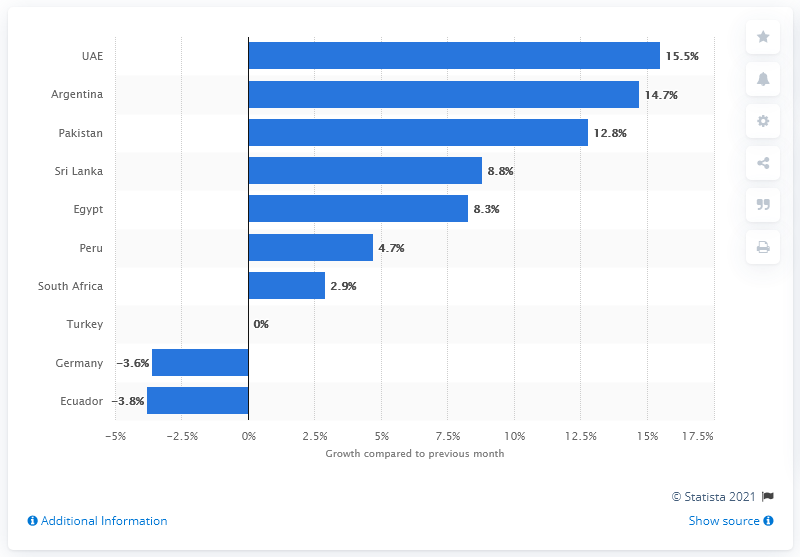 UAE 15.5%
Argentina 14.7%
Pakistan 12.8%
Sri Lanka 8.8%
Egypt 8.3%
Peru 4.7%
South Africa 2.9%
Turkey 0%
Germany −3.6%
Ecuador −3.8%
−5% −2.5% 0% 2.5% 5% 7.5% 10% 12.5% 15% 17.5%
Growth compared to previous month
© Statista 2021
Additional Information Show source